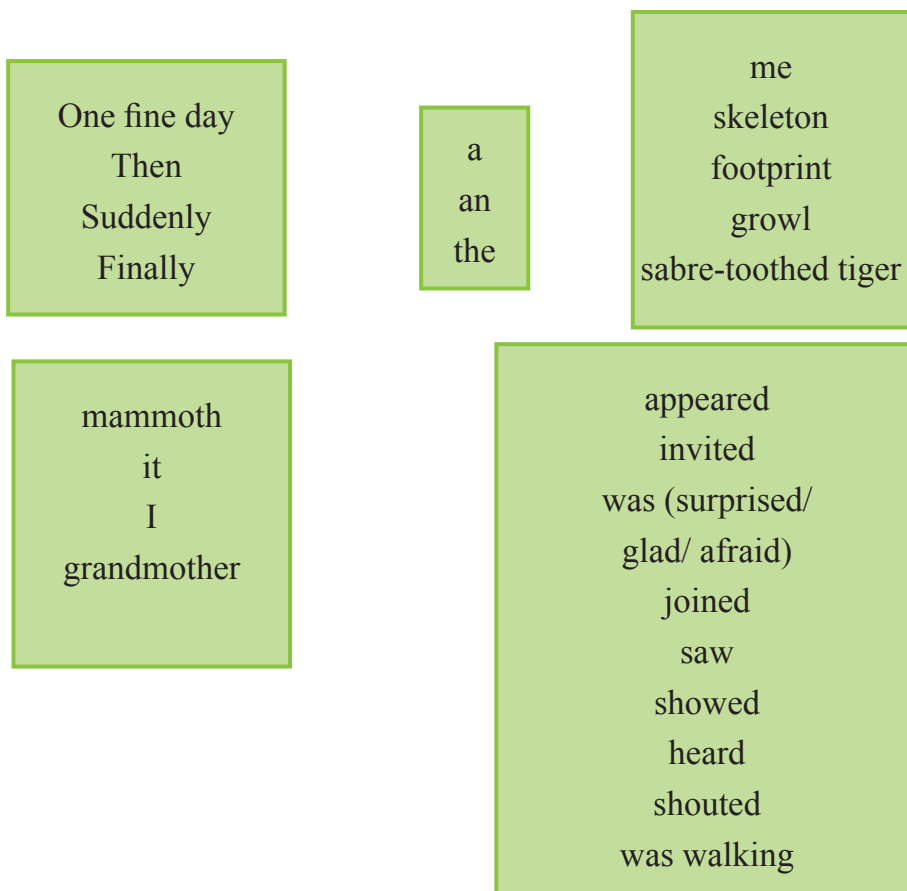 One fine day
Then
Suddenly
Finally
a
an
the
me
skeleton
footprint
growl
sabre-toothed tiger
mammoth
it
I
grandmother
appeared
invited
was (surprised/
glad/ afraid)
joined
saw
showed
heard
shouted
was walking